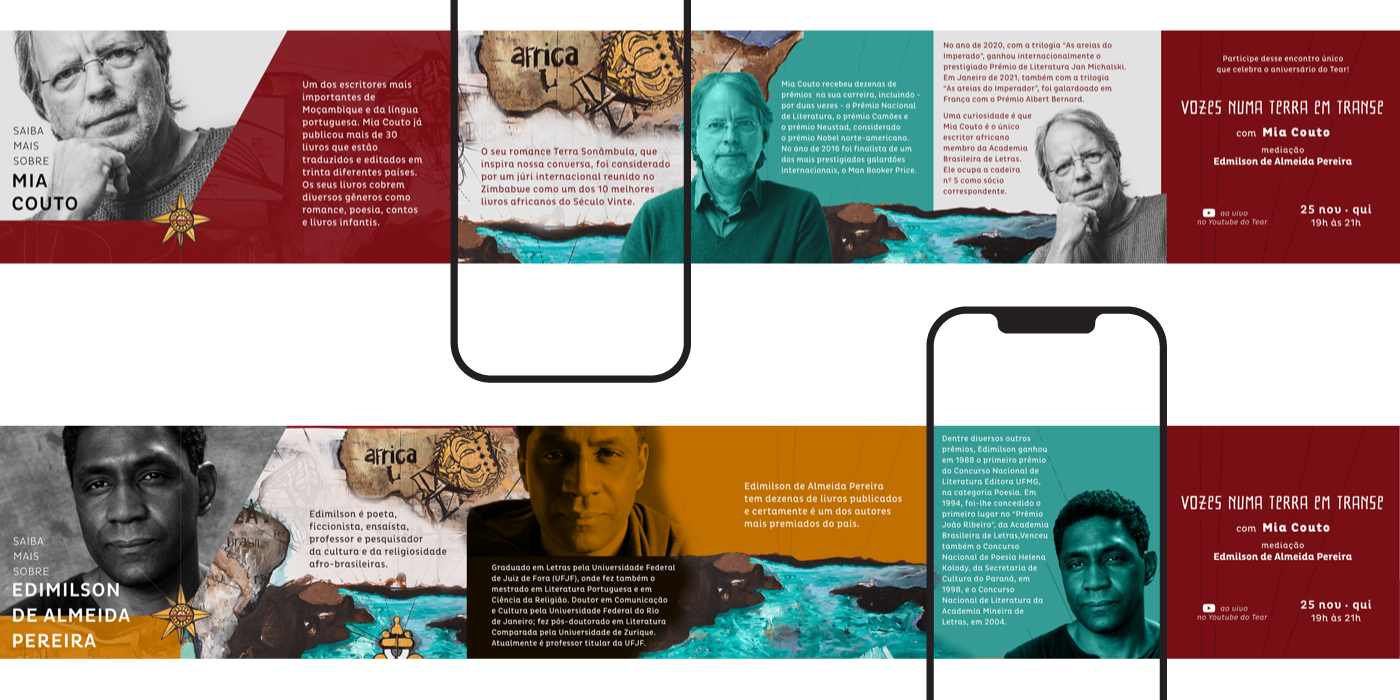 SAIBA
MAIS
SOBRE
MIA
COUTO
Um dos escritores mais
importantes de
Moçambique e da língua
portuguesa. Mia Couto já
publicou mais de 30
livros que estão
traduzidos e editados em
trinta diferentes países.
Os seus livros cobrem
diversos gêneros como
romance, poesia, contos
e livros infantis.
africa
O seu romance Terra Sonâmbula, que
inspira nossa conversa, foi considerado
por um júri internacional reunido no
Zimbabwe como um dos 10 melhores
livros africanos do Século Vinte.
Mia Couto recebeu dezenas de
prêmios na sua carreira, incluindo -
por duas vezes - o Prêmio Nacional
de Literatura, o prémio Camões e
o prémio Neustad, considerado
o prémio Nobel norte-americano.
No ano de 2016 foi finalista de um
dos mais prestigiados galardões
internacionais, o Man Booker Price.
No ano de 2020, com a trilogia "As areias do
Imperador", ganhou internacionalmente o
prestigiado Prémio de Literatura Jan Michalski.
Em Janeiro de 2021, também com a trilogia
"As areias do Imperador", foi galardoado em
França com o Prémio Albert Bernard.
Uma curiosidade é que
Mia Couto é o único
escritor africano
membro da Academia
Brasileira de Letras.
Ele ocupa a cadeira
nº 5 como sócio
correspondente.
Participe desse encontro único
que celebra o aniversário do Tear!
VOZES NUMA TERRA EM TRANSE
com Mia Couto
mediação
Edmilson de Almeida Pereira
ao vivo
no Youtube do Tear
25 nov · qui
19h às 21h
SAIBA
MAIS
SOBRE
EDIMILSON
DE ALMEIDA
PEREIRA
BRASIL
africa
Edimilson é poeta,
ficcionista, ensaísta,
professor e pesquisador
da cultura e da religiosidade
afro-brasileiras.
Graduado em Letras pela Universidade Federal
de Juiz de Fora (UFJF), onde fez também o
mestrado em Literatura Portuguesa e em
Ciência da Religião. Doutor em Comunicação
e Cultura pela Universidade Federal do Rio
de Janeiro; fez pós-doutorado em Literatura
Comparada pela Universidade de Zurique.
Atualmente é professor titular da UFJF.
Edimilson de Almeida Pereira
tem dezenas de livros publicados
e certamente é um dos autores
mais premiados do país.
Dentre diversos outros
prêmios, Edimilson ganhou
em 1988 o primeiro prêmio
do Concurso Nacional de
Literatura Editora UFMG,
na categoria Poesia. Em
1994, foi-lhe concedido o
primeiro lugar no "Prêmio
João Ribeiro", da Academia
Brasileira de Letras,Venceu
também o Concurso
Nacional de Poesia Helena
Kolody, da Secretaria de
Cultura do Paraná, em
1998, e o Concurso
Nacional de Literatura da
Academia Mineira de
Letras, em 2004.
VOZES NUMA TERRA EM TRANSE
com Mia Couto
mediação
Edmilson de Almeida Pereira
ao vivo
no Youtube do Tear
25 nov · qui
19h às 21h